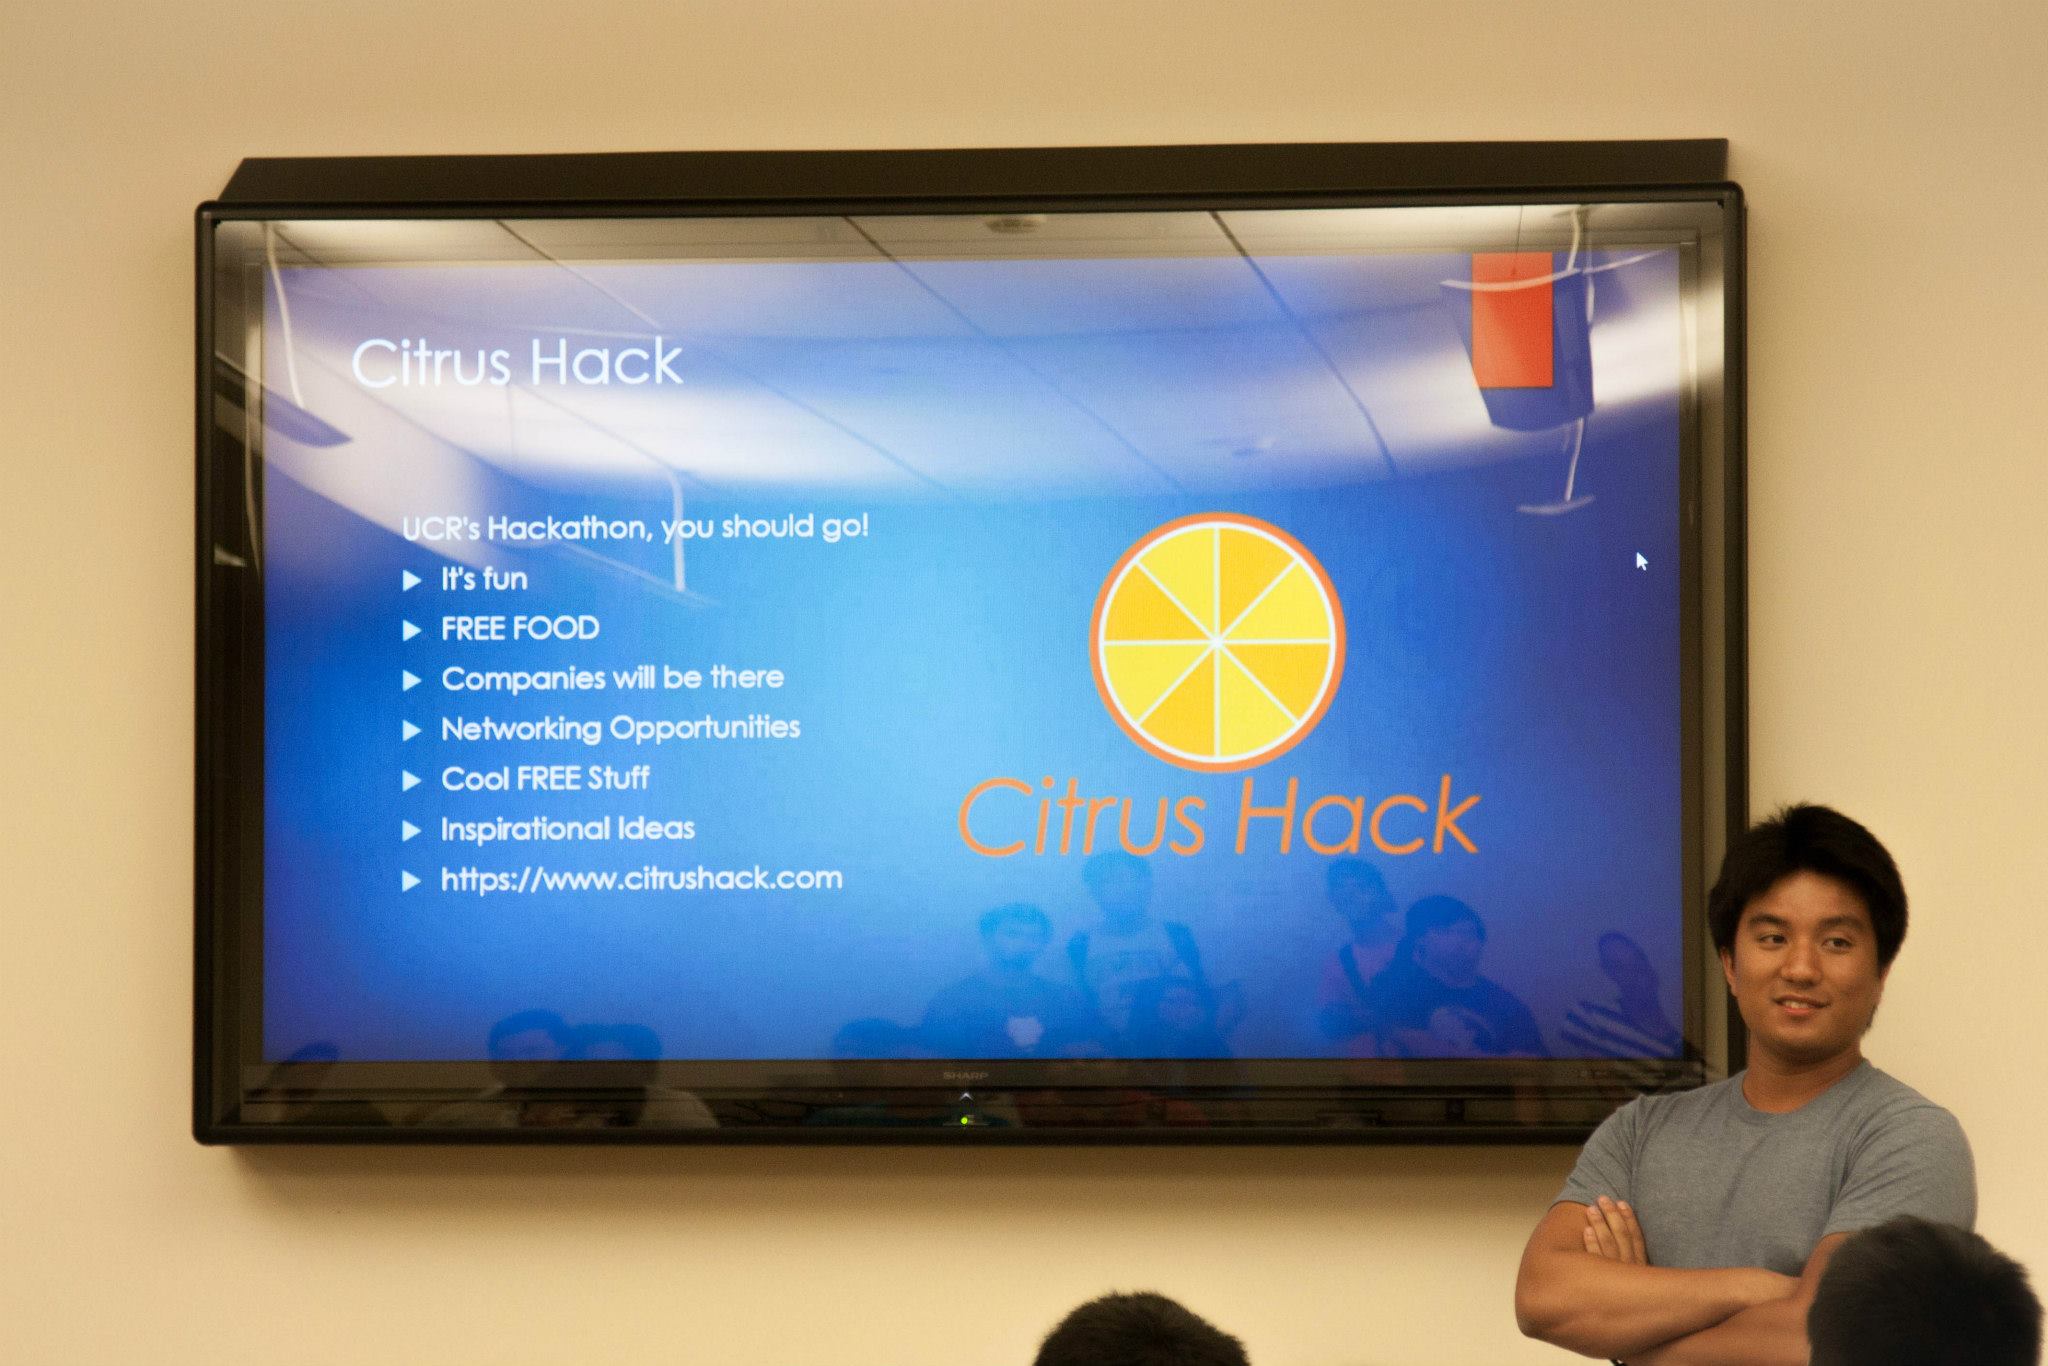 Citrus Hack
UCR's Hackathon, you should go!
It's fun
FREE FOOD
Companies will be there
Networking Opportunities
Cool FREE Stuff
Inspirational Ideas
https://www.citrushack.com
Citrus Hack
SHARP